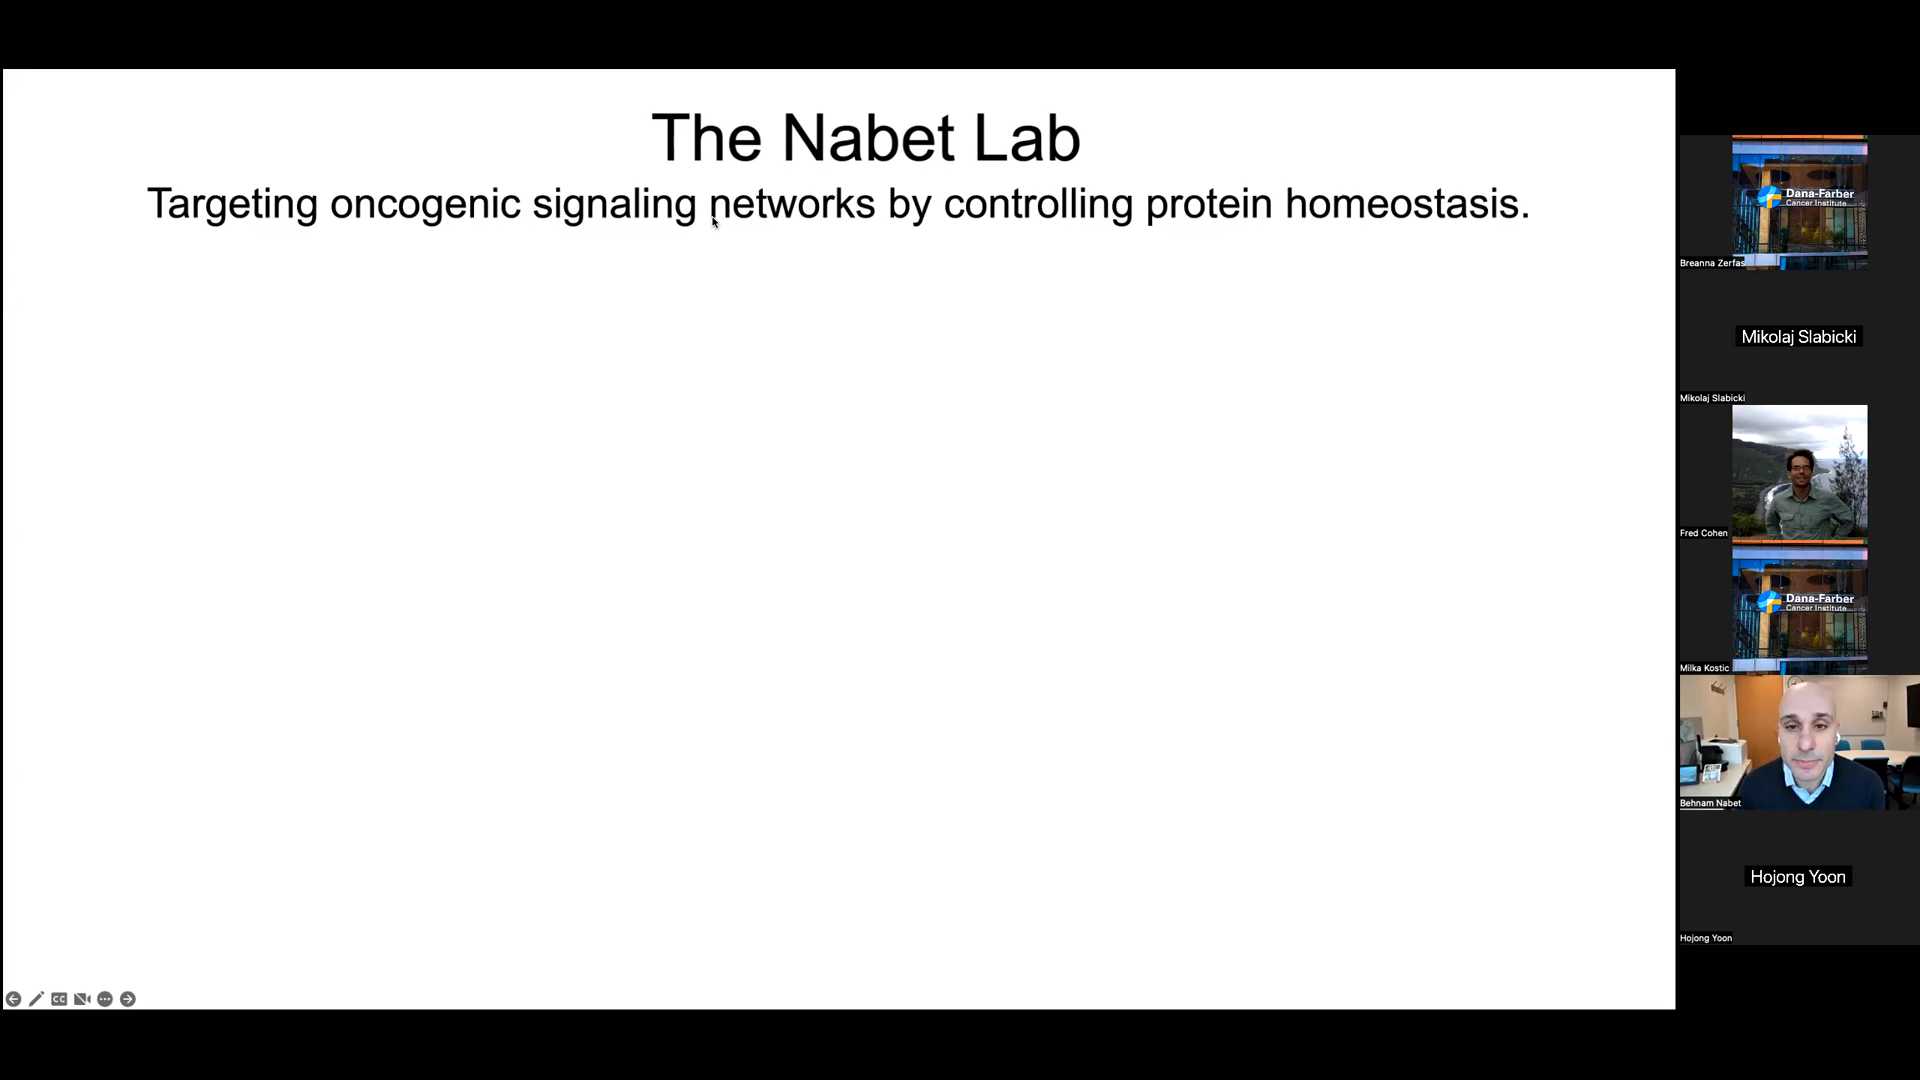 The Nabet Lab
Targeting oncogenic signaling networks by controlling protein homeostasis.
CC
Dana-Farber
Cancer Institute
Breanna Zerfas
Mikolaj Slabicki
Mikolaj Slabicki
Fred Cohen
Dana-Farber
Cancer Institute
Milka Kostic
Behnam Nabet
Hojong Yoon
Hojong Yoon